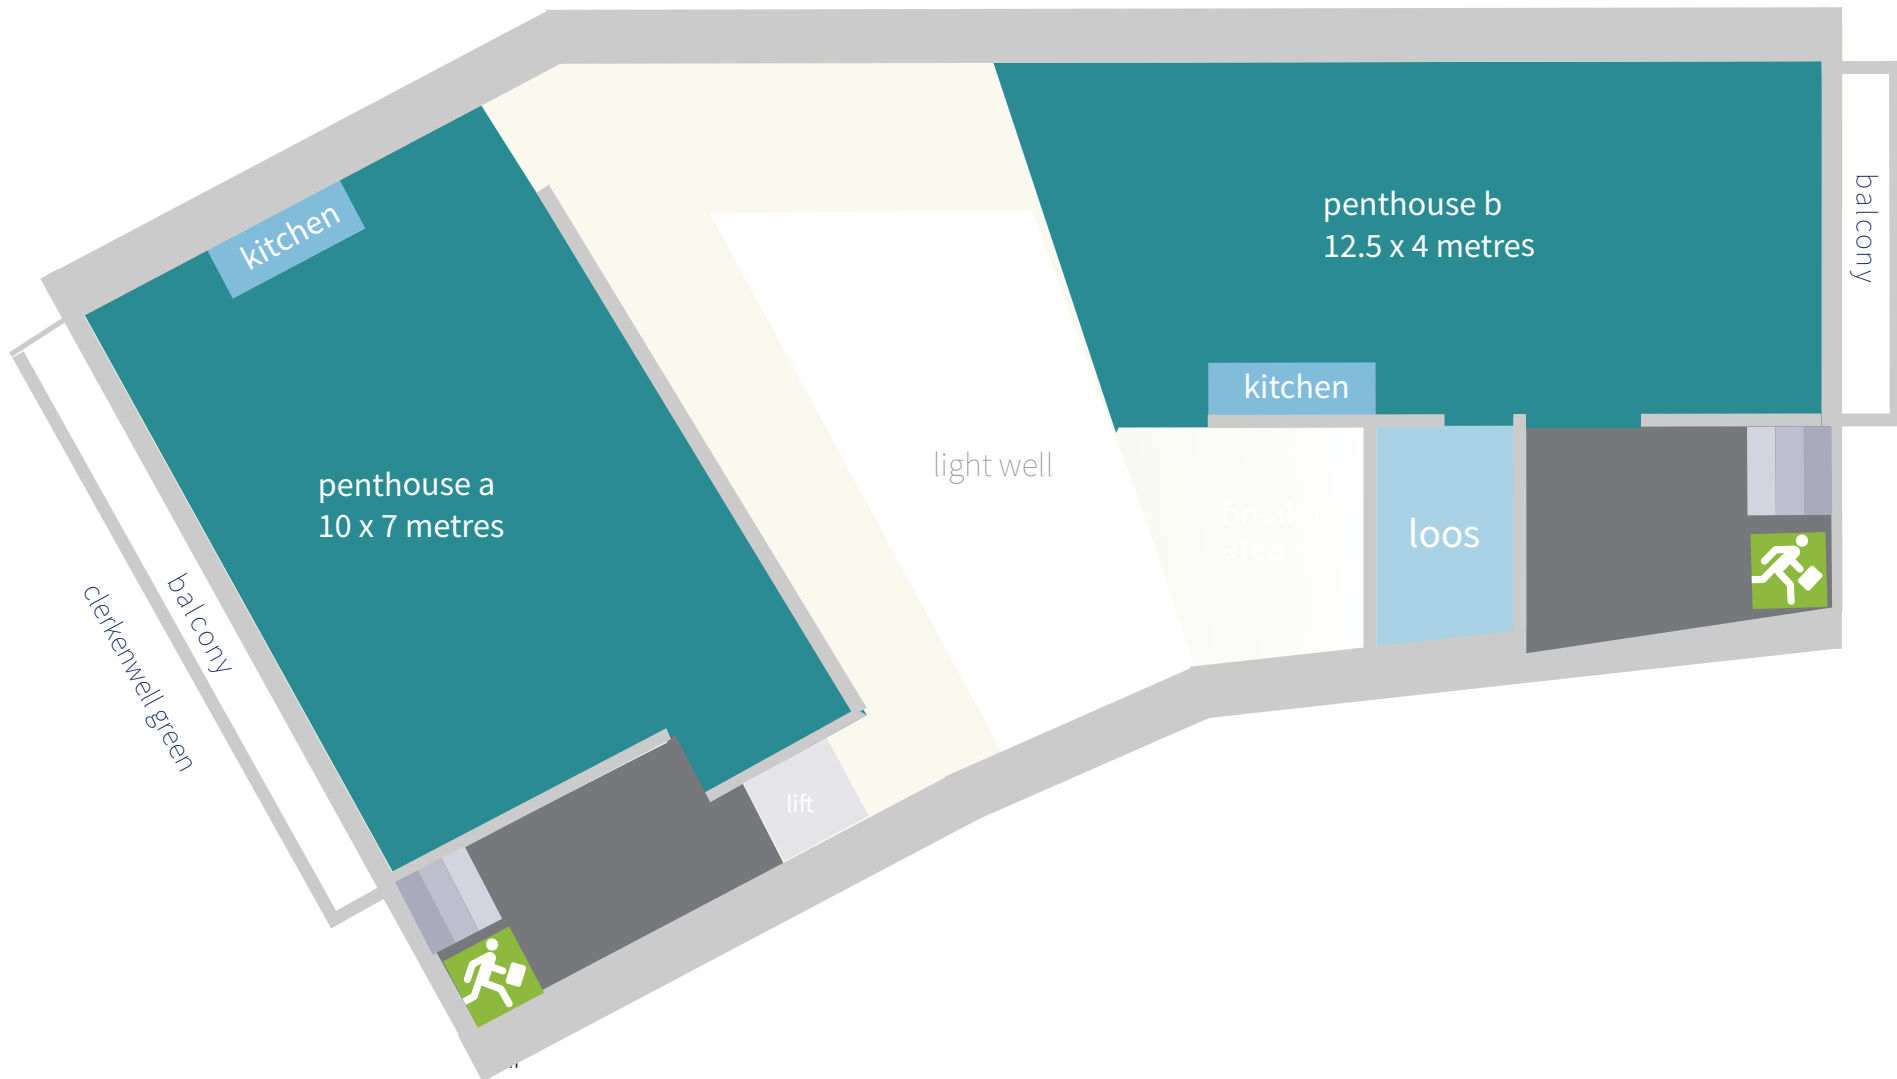 kitchen
penthouse a
10 x 7 metres
balcony
clerkenwell green
lift
light well
penthouse b
12.5 x 4 metres
kitchen
area
loos
balcony